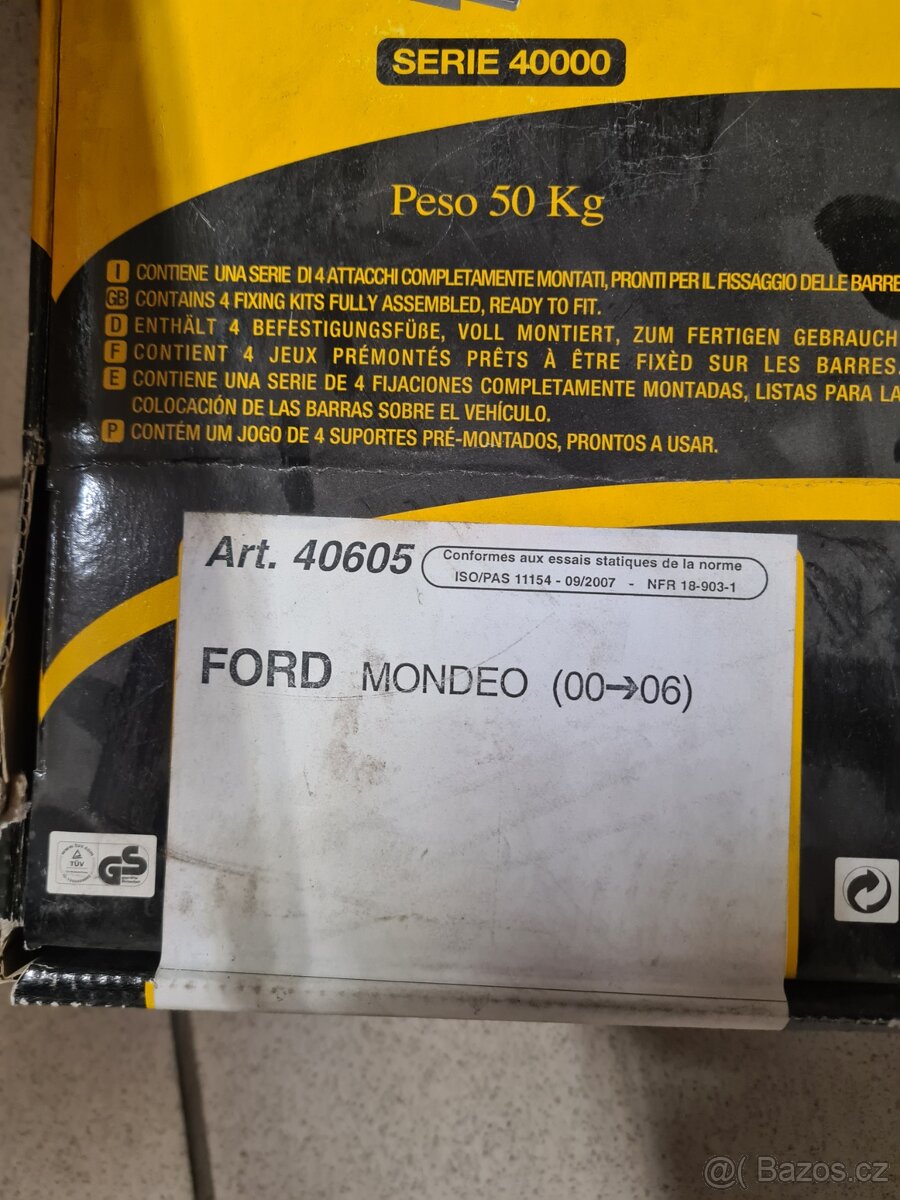 SERIE 40000
Peso 50 Kg
I CONTIENE UNA SERIE DI 4 ATTACCHI COMPLETAMENTE MONTATI, PRONTI PER IL FISSAGGIO DELLE BARRE
GB CONTAINS 4 FIXING KITS FULLY ASSEMBLED, READY TO FIT.
D ENTHÄLT 4 BEFESTIGUNGSFÜßE, VOLL MONTIERT, ZUM FERTIGEN GEBRAUCH
F CONTIENT 4 JEUX PRÉMONTÉS PRÊTS À ÊTRE FIXÈD SUR LES BARRES.
E CONTIENE UNA SERIE DE 4 FIJACIONES COMPLETAMENTE MONTADAS, LISTAS PARA LA
COLOCACIÓN DE LAS BARRAS SOBRE EL VEHÍCULO.
P CONTÉM UM JOGO DE 4 SUPORTES PRÉ-MONTADOS, PRONTOS A USAR.
Art. 40605
Conformes aux essais statiques de la norme
ISO/PAS 11154 - 09/2007 - NFR 18-903-1
FORD MONDEO (00→06)
TÜV
GS
@( Bazos.cz